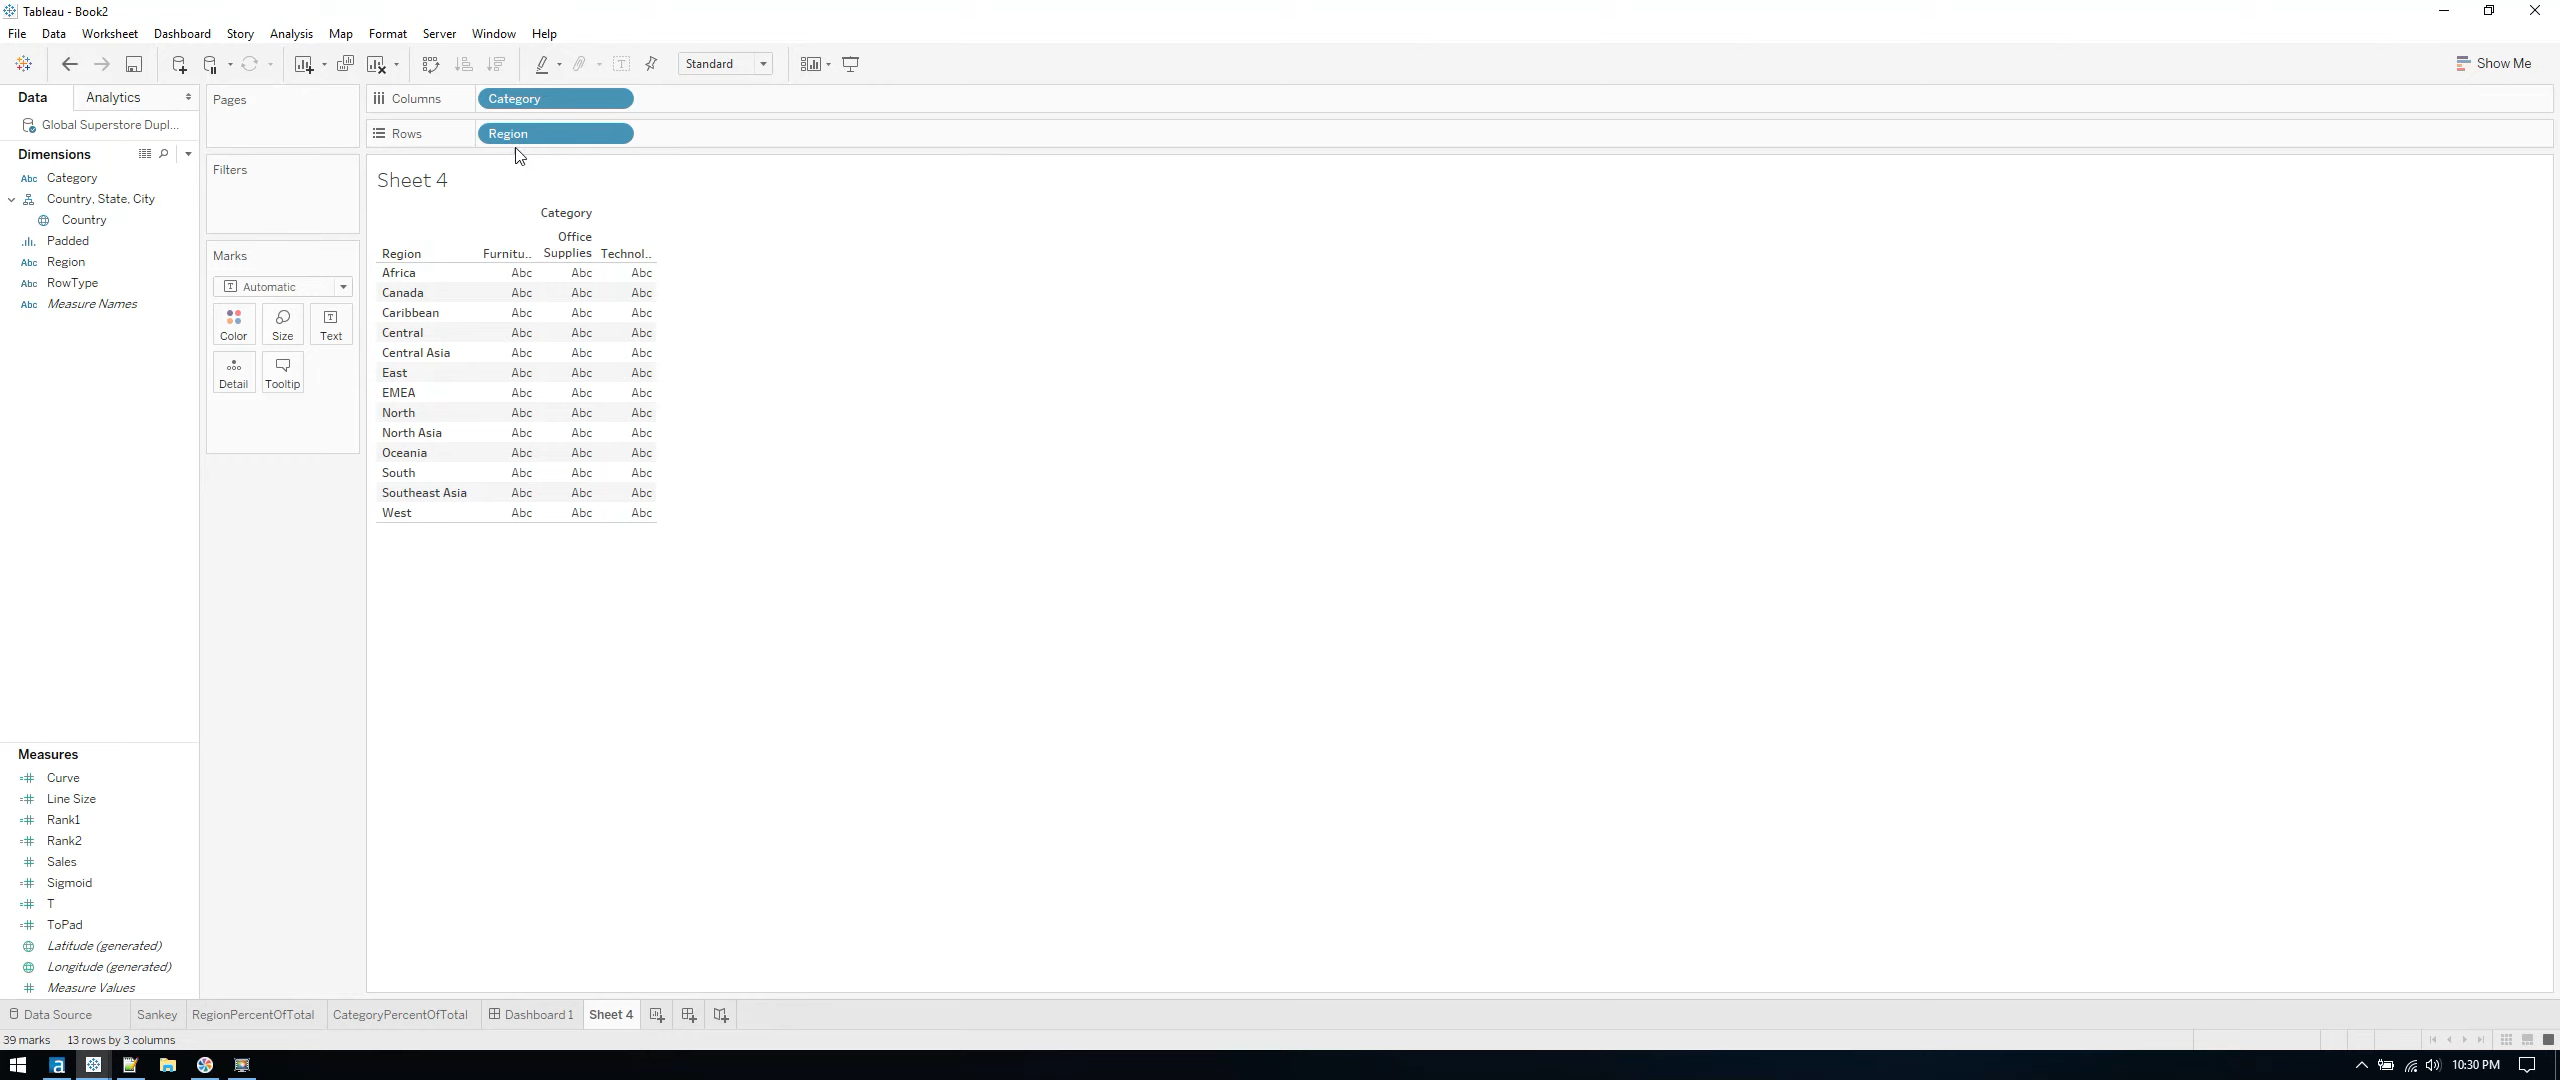 Tableau - Book2
File Data Worksheet Dashboard Story Analysis Map Format Server Window Help
Standard
Show Me
Data Analytics
Global Superstore Dupl...
Dimensions
Abc Category
Country, State, City
Country
Padded
Abc Region
Abc RowType
Abc Measure Names
Measures
Curve
Line Size
Rank1
Rank2
Sales
Sigmoid
T
ToPad
Latitude (generated)
Longitude (generated)
Measure Values
Pages
Filters
Marks
Automatic
Color Size Text
Detail Tooltip
Columns Category
Rows Region
Sheet 4
Category
Office
Region Furnitu.. Supplies Technol..
Africa Abc Abc Abc
Canada Abc Abc Abc
Caribbean Abc Abc Abc
Central Abc Abc Abc
Central Asia Abc Abc Abc
East Abc Abc Abc
EMEA Abc Abc Abc
North Abc Abc Abc
North Asia Abc Abc Abc
Oceania Abc Abc Abc
South Abc Abc Abc
Southeast Asia Abc Abc Abc
West Abc Abc Abc
Data Source Sankey RegionPercentOfTotal CategoryPercentOfTotal Dashboard 1 Sheet 4
39 marks 13 rows by 3 columns
10:30 PM